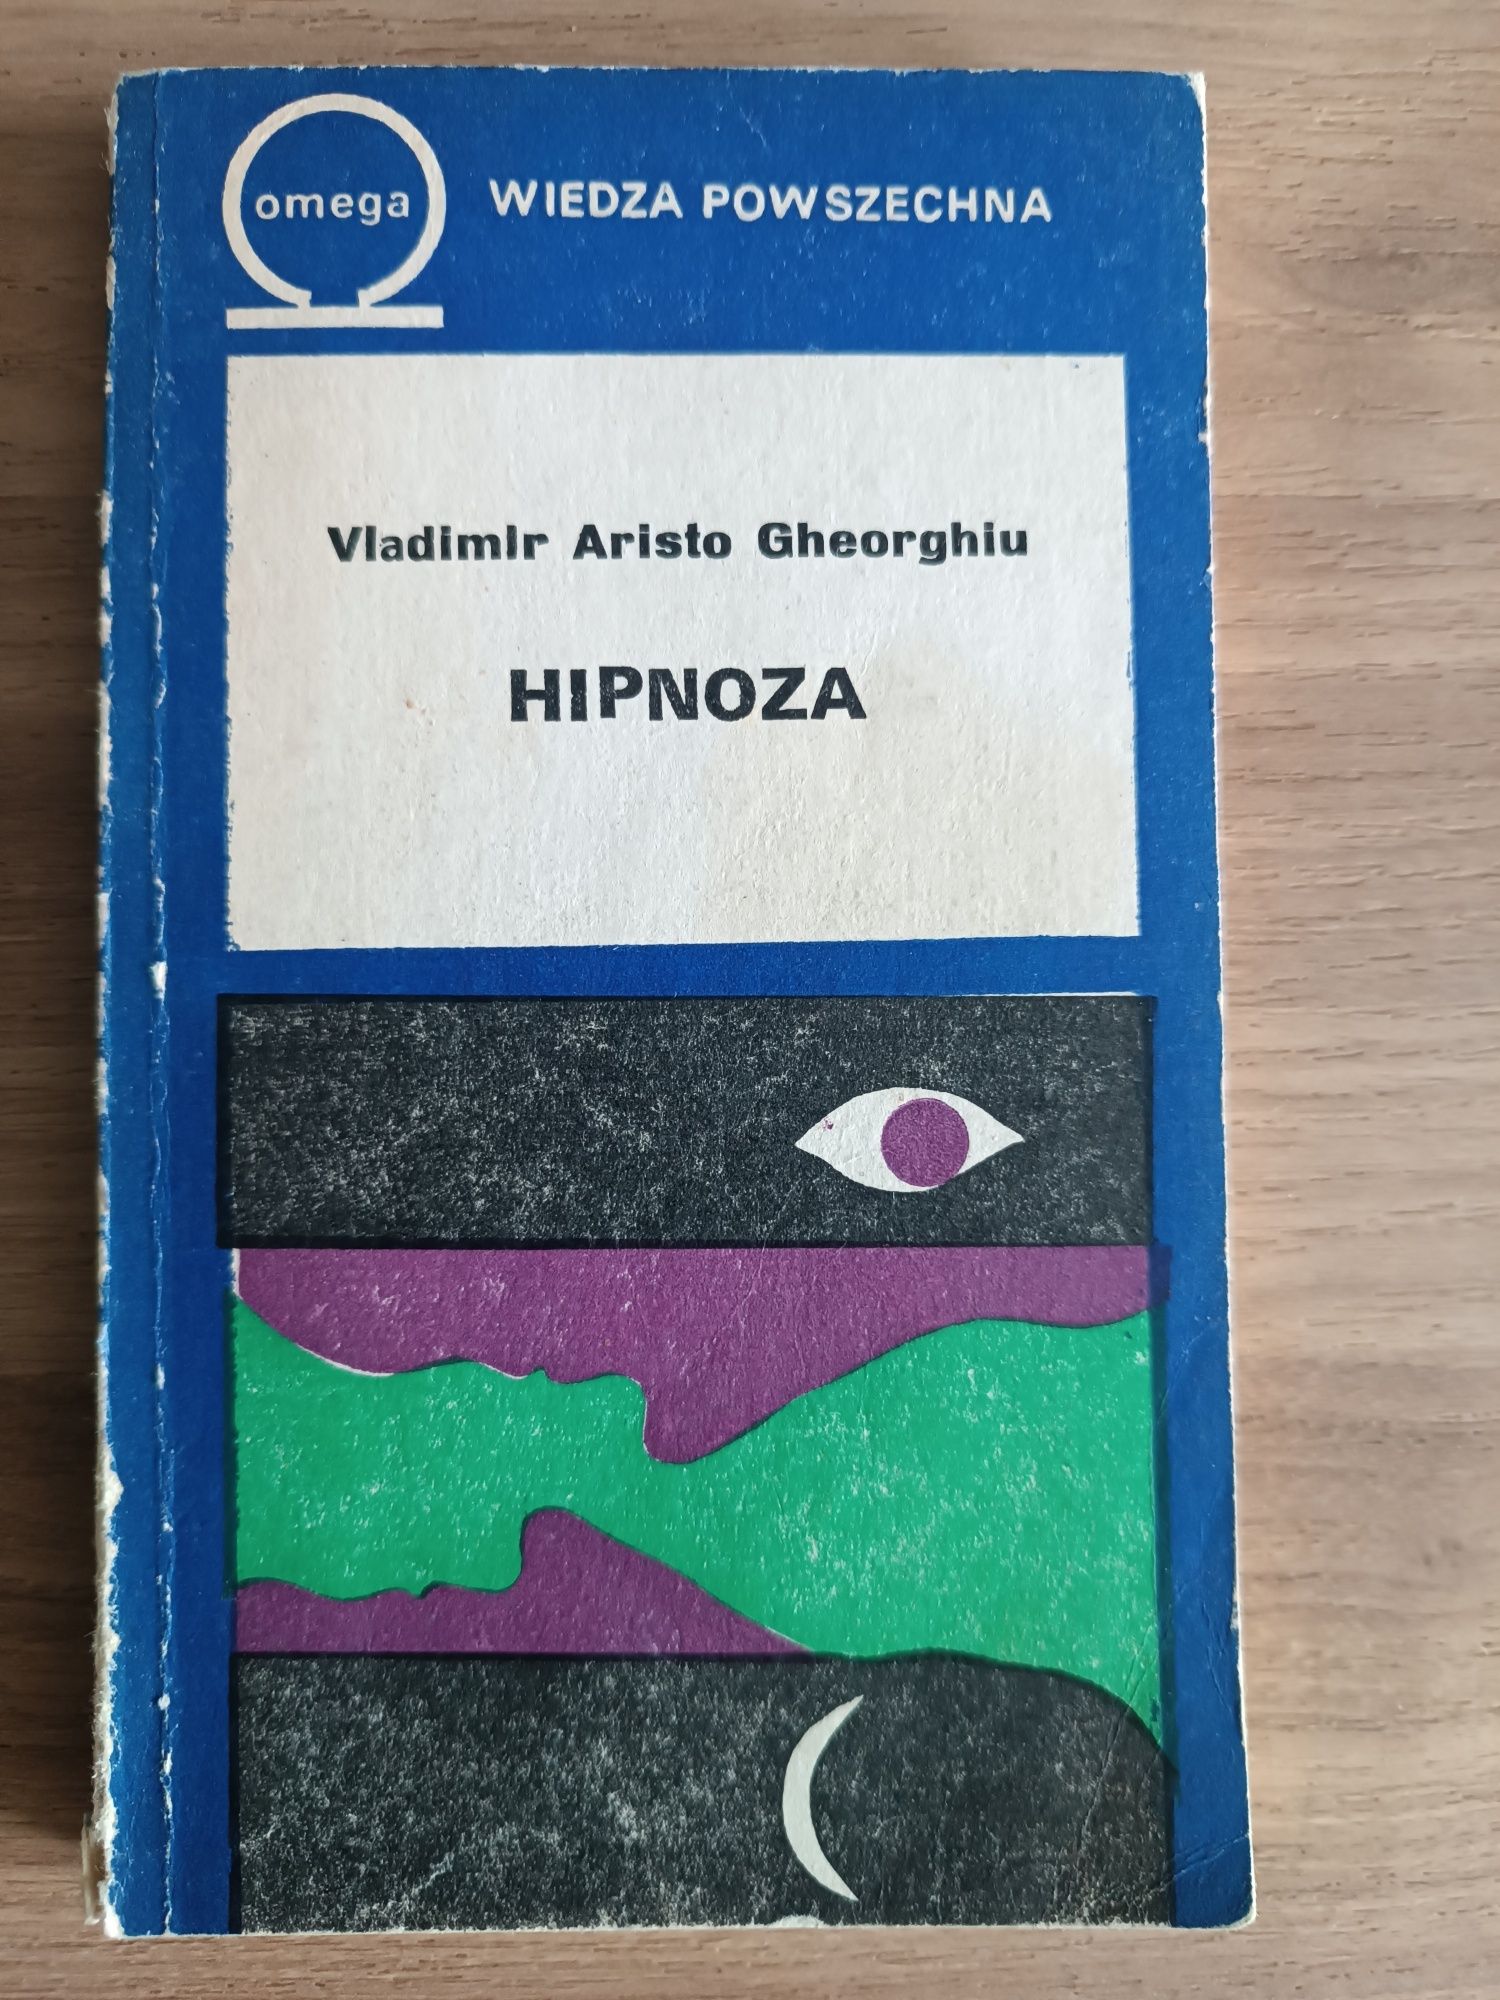 omega
WIEDZA POWSZECHNA
Vladimir Aristo Gheorghiu
HIPNOZA